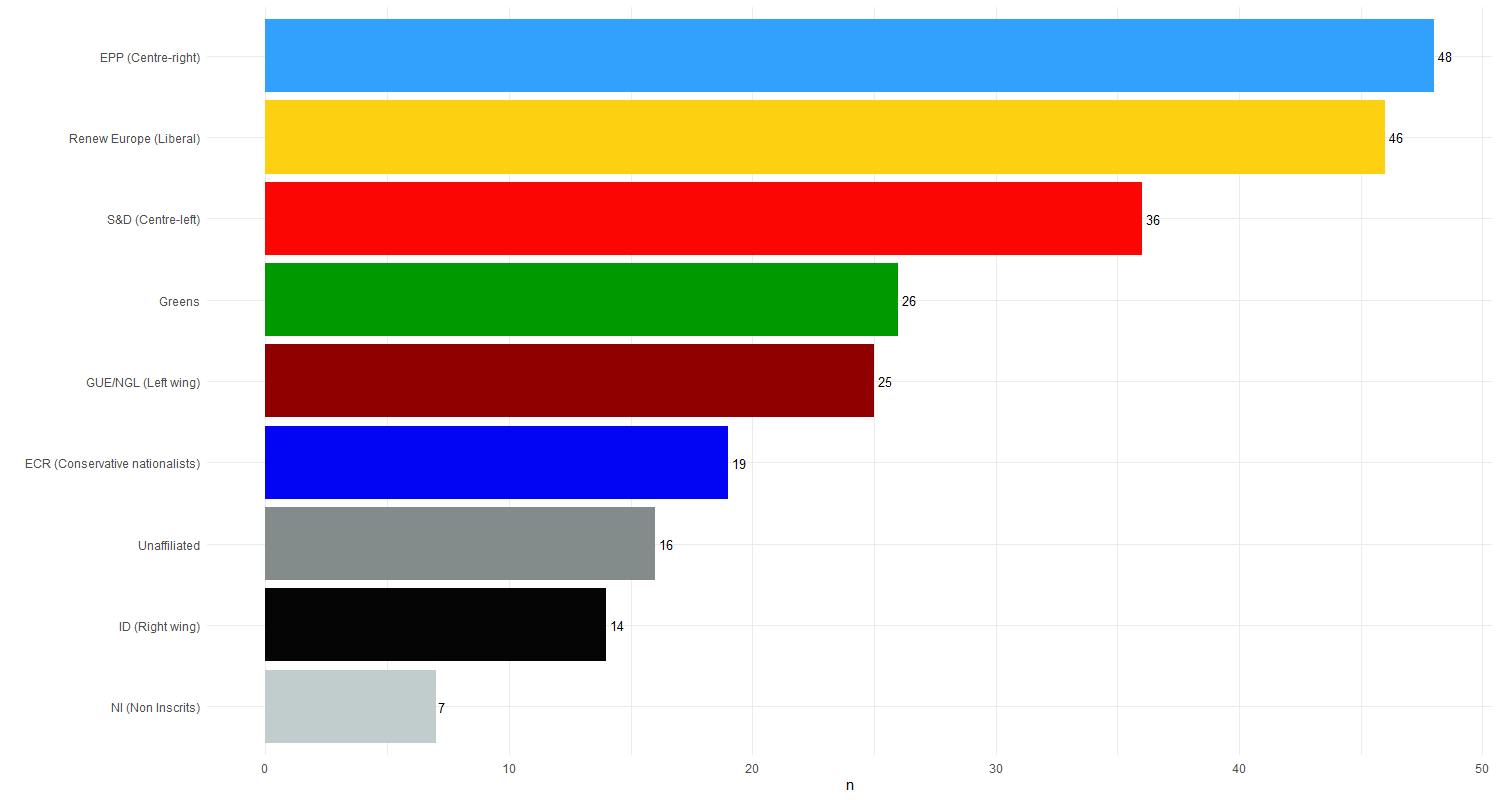 EPP (Centre-right) 48
Renew Europe (Liberal) 46
S&D (Centre-left) 36
Greens 26
GUE/NGL (Left wing) 25
ECR (Conservative nationalists) 19
Unaffiliated 16
ID (Right wing) 14
NI (Non Inscrits) 7
0 10 20 30 40 50
n